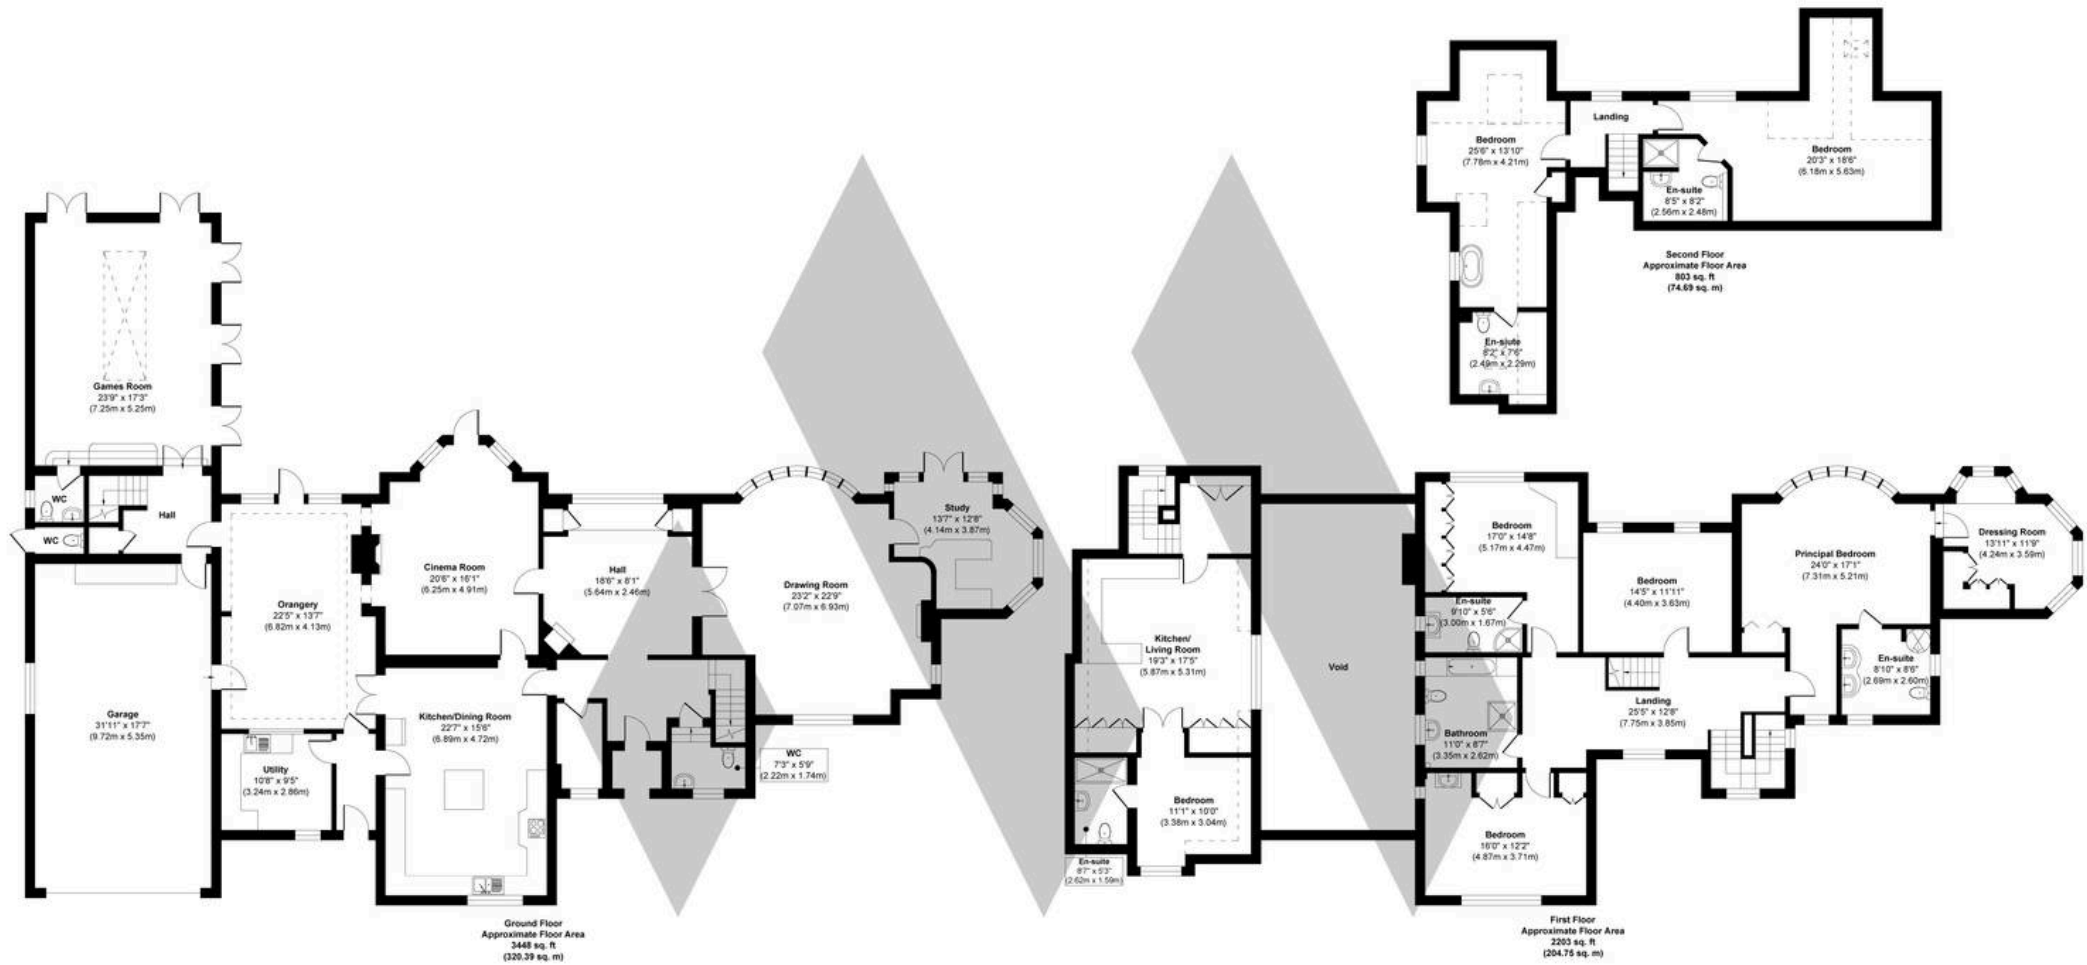 Games Room
23'9" x 17'3"
(7.25m x 5.25m)
WC
WC
Hall
Garage
31'11" x 17'7"
(9.72m x 5.35m)
Orangery
22'5" x 13'7"
(6.82m x 4.13m)
Utility
10'8" x 9'5"
(3.24m x 2.86m)
Cinema Room
20'6" x 16'1"
(6.25m x 4.91m)
Kitchen/Dining Room
22'7" x 15'6"
(6.89m x 4.72m)
Hall
18'6" x 8'1"
(5.64m x 2.46m)
Drawing Room
23'2" x 22'9"
(7.07m x 6.93m)
Study
13'7" x 12'8"
(4.14m x 3.87m)
WC
7'3" x 5'9"
(2.22m x 1.74m)
Ground Floor
Approximate Floor Area
3448 sq. ft
(320.39 sq. m)
Kitchen/
Living Room
19'3" x 17'5"
(5.87m x 5.31m)
Bedroom
11'1" x 10'0"
(3.38m x 3.04m)
En-suite
8'7" x 5'3"
(2.62m x 1.59m)
Void
Bedroom
17'0" x 14'8"
(5.17m x 4.47m)
En-suite
9'10" x 5'6"
(3.00m x 1.67m)
Bathroom
11'0" x 8'7"
(3.35m x 2.62m)
Bedroom
16'0" x 12'2"
(4.87m x 3.71m)
Bedroom
14'5" x 11'11"
(4.40m x 3.63m)
Landing
25'5" x 12'8"
(7.75m x 3.85m)
Principal Bedroom
24'0" x 17'1"
(7.31m x 5.21m)
Dressing Room
13'11" x 11'9"
(4.24m x 3.59m)
En-suite
8'10" x 8'6"
(2.69m x 2.60m)
First Floor
Approximate Floor Area
2203 sq. ft
(204.75 sq. m)
Bedroom
25'6" x 13'10"
(7.78m x 4.21m)
Landing
Bedroom
20'3" x 18'6"
(6.18m x 5.63m)
En-suite
8'5" x 8'2"
(2.56m x 2.48m)
En-siute
8'2" x 7'6"
(2.49m x 2.29m)
Second Floor
Approximate Floor Area
803 sq. ft
(74.69 sq. m)